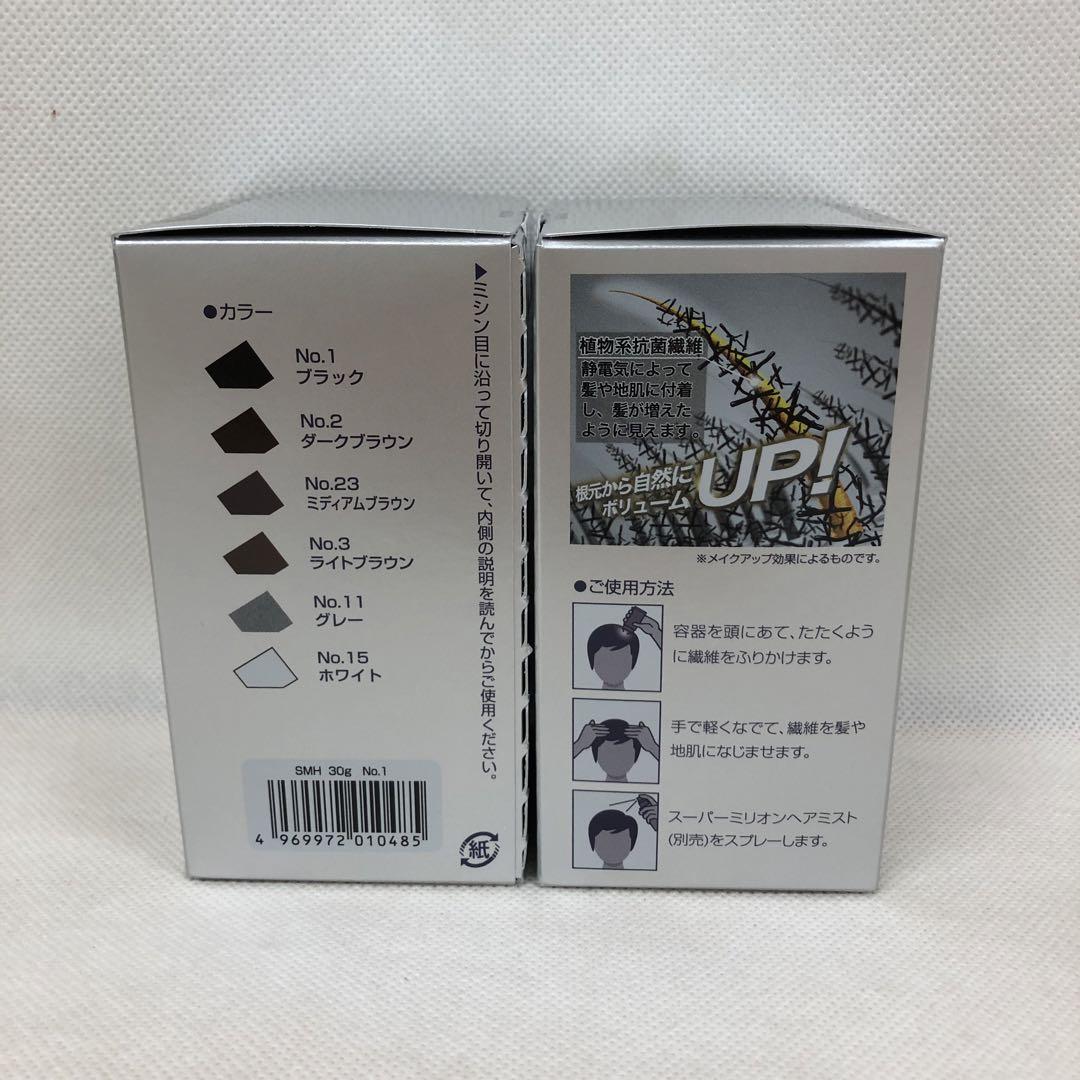 ●カラー
No.1
ブラック
No.2
ダークブラウン
No.23
ミディアムブラウン
No.3
ライトブラウン
No.11
グレー
No.15
ホワイト
▶ミシン目に沿って切り開いて、内側の説明を読んでからご使用ください。
SMH 30g No.1
4 969972 010485
紙
植物系抗菌繊維
静電気によって
髪や地肌に付着
し、髪が増えた
ように見えます。
根元から自然に
ボリューム UP!
※メイクアップ効果によるものです。
●ご使用方法
容器を頭にあて、たたくよう
に繊維をふりかけます。
手で軽くなでて、繊維を髪や
地肌になじませます。
スーパーミリオンヘアミスト
(別売)をスプレーします。